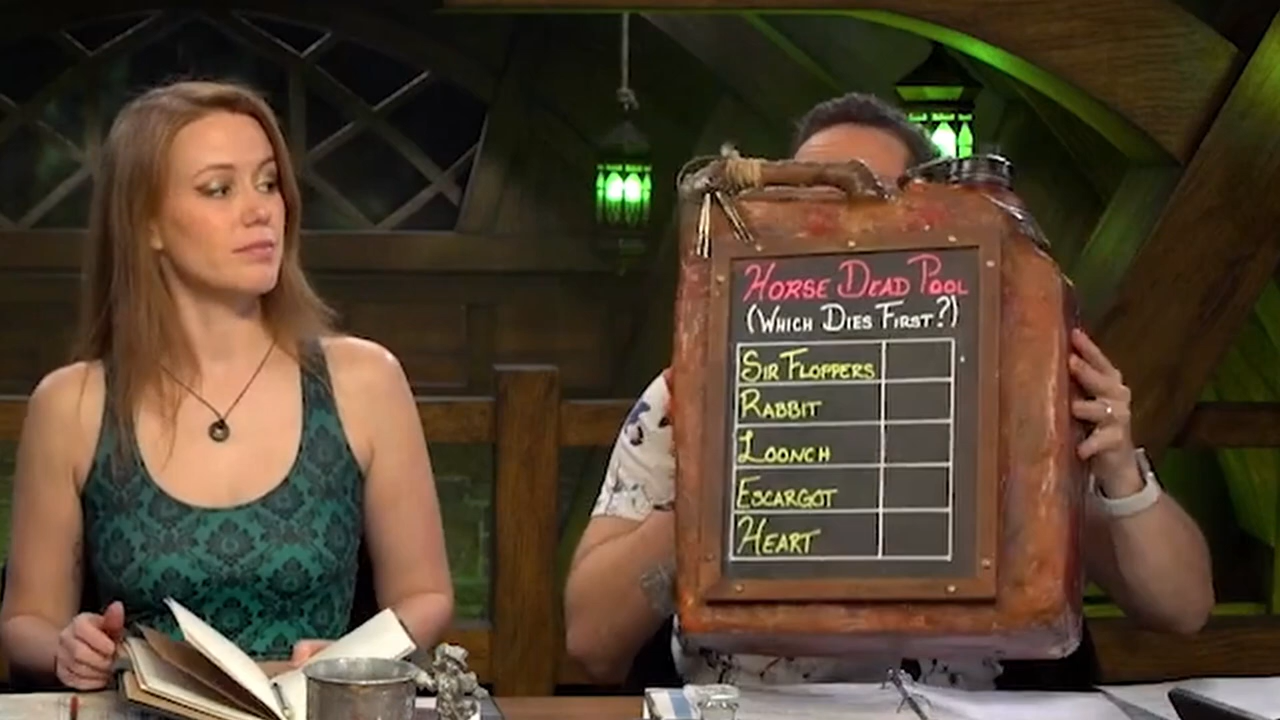 HORSE DEAD POOL
(WHICH DIES FIRST?)
SIR FLOPPERS
RABBIT
LOONCH
ESCARGOT
HEART